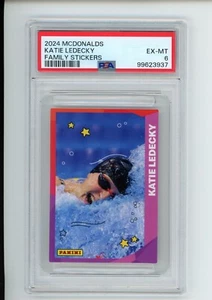 2024 MCDONALDS
KATIE LEDECKY
FAMILY STICKERS
EX-MT
6
PSA
99623937
KATIE LEDECKY
PANINI